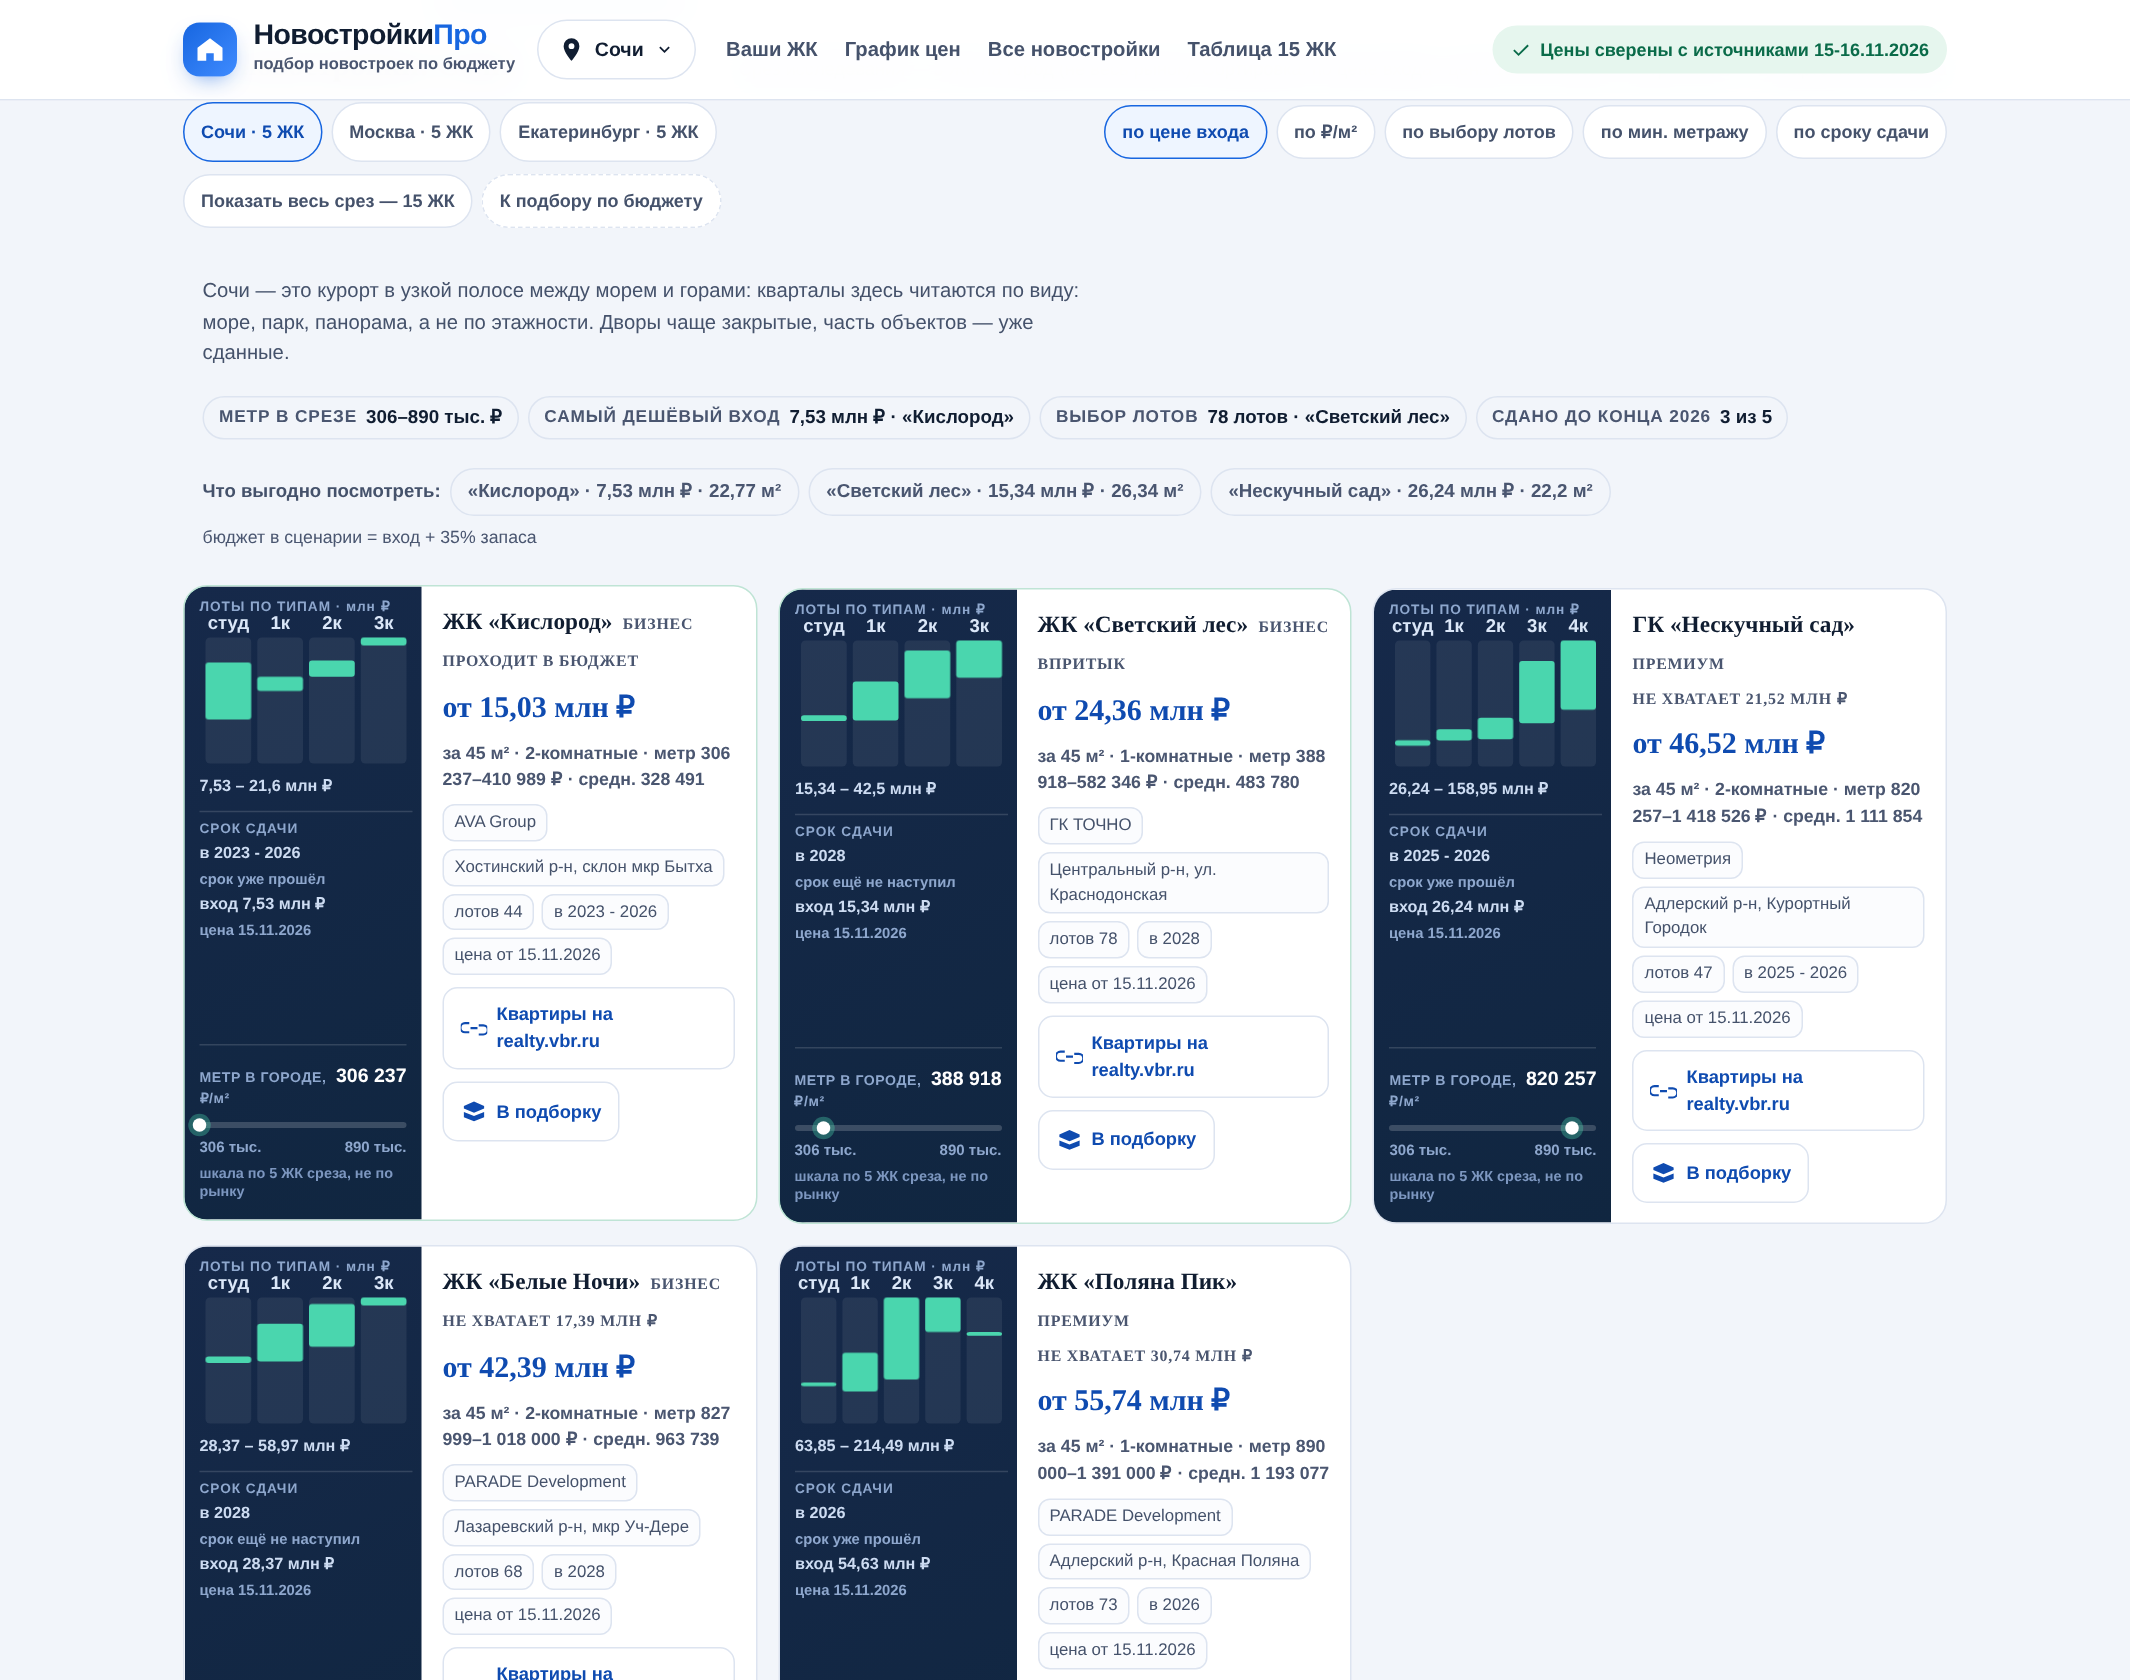 НовостройкиПро
подбор новостроек по бюджету
Сочи
Ваши ЖК
График цен
Все новостройки
Таблица 15 ЖК
Цены сверены с источниками 15-16.11.2026
Сочи · 5 ЖК
Москва · 5 ЖК
Екатеринбург · 5 ЖК
по цене входа
по ₽/м²
по выбору лотов
по мин. метражу
по сроку сдачи
Показать весь срез — 15 ЖК
К подбору по бюджету
Сочи — это курорт в узкой полосе между морем и горами: кварталы здесь читаются по виду:
море, парк, панорама, а не по этажности. Дворы чаще закрытые, часть объектов — уже
сданные.
МЕТР В СРЕЗЕ 306–890 тыс. ₽
САМЫЙ ДЕШЁВЫЙ ВХОД 7,53 млн ₽ · «Кислород»
ВЫБОР ЛОТОВ 78 лотов · «Светский лес»
СДАНО ДО КОНЦА 2026 3 из 5
Что выгодно посмотреть:
«Кислород» · 7,53 млн ₽ · 22,77 м²
«Светский лес» · 15,34 млн ₽ · 26,34 м²
«Нескучный сад» · 26,24 млн ₽ · 22,2 м²
бюджет в сценарии = вход + 35% запаса
ЛОТЫ ПО ТИПАМ · млн ₽
студ 1к 2к 3к
7,53 – 21,6 млн ₽
СРОК СДАЧИ
в 2023 - 2026
срок уже прошёл
вход 7,53 млн ₽
цена 15.11.2026
МЕТР В ГОРОДЕ, 306 237
₽/м²
306 тыс. 890 тыс.
шкала по 5 ЖК среза, не по
рынку
ЖК «Кислород» БИЗНЕС
ПРОХОДИТ В БЮДЖЕТ
от 15,03 млн ₽
за 45 м² · 2-комнатные · метр 306
237–410 989 ₽ · средн. 328 491
AVA Group
Хостинский р-н, склон мкр Бытха
лотов 44
в 2023 - 2026
цена от 15.11.2026
Квартиры на
realty.vbr.ru
В подборку
ЛОТЫ ПО ТИПАМ · млн ₽
студ 1к 2к 3к
15,34 – 42,5 млн ₽
СРОК СДАЧИ
в 2028
срок ещё не наступил
вход 15,34 млн ₽
цена 15.11.2026
МЕТР В ГОРОДЕ, 388 918
₽/м²
306 тыс. 890 тыс.
шкала по 5 ЖК среза, не по
рынку
ЖК «Светский лес» БИЗНЕС
ВПРИТЫК
от 24,36 млн ₽
за 45 м² · 1-комнатные · метр 388
918–582 346 ₽ · средн. 483 780
ГК ТОЧНО
Центральный р-н, ул.
Краснодонская
лотов 78
в 2028
цена от 15.11.2026
Квартиры на
realty.vbr.ru
В подборку
ЛОТЫ ПО ТИПАМ · млн ₽
студ 1к 2к 3к 4к
26,24 – 158,95 млн ₽
СРОК СДАЧИ
в 2025 - 2026
срок уже прошёл
вход 26,24 млн ₽
цена 15.11.2026
МЕТР В ГОРОДЕ, 820 257
₽/м²
306 тыс. 890 тыс.
шкала по 5 ЖК среза, не по
рынку
ГК «Нескучный сад»
ПРЕМИУМ
НЕ ХВАТАЕТ 21,52 МЛН ₽
от 46,52 млн ₽
за 45 м² · 2-комнатные · метр 820
257–1 418 526 ₽ · средн. 1 111 854
Неометрия
Адлерский р-н, Курортный
Городок
лотов 47
в 2025 - 2026
цена от 15.11.2026
Квартиры на
realty.vbr.ru
В подборку
ЛОТЫ ПО ТИПАМ · млн ₽
студ 1к 2к 3к
28,37 – 58,97 млн ₽
СРОК СДАЧИ
в 2028
срок ещё не наступил
вход 28,37 млн ₽
цена 15.11.2026
ЖК «Белые Ночи» БИЗНЕС
НЕ ХВАТАЕТ 17,39 МЛН ₽
от 42,39 млн ₽
за 45 м² · 2-комнатные · метр 827
999–1 018 000 ₽ · средн. 963 739
PARADE Development
Лазаревский р-н, мкр Уч-Дере
лотов 68
в 2028
цена от 15.11.2026
Квартиры на
ЛОТЫ ПО ТИПАМ · млн ₽
студ 1к 2к 3к 4к
63,85 – 214,49 млн ₽
СРОК СДАЧИ
в 2026
срок уже прошёл
вход 54,63 млн ₽
цена 15.11.2026
ЖК «Поляна Пик»
ПРЕМИУМ
НЕ ХВАТАЕТ 30,74 МЛН ₽
от 55,74 млн ₽
за 45 м² · 1-комнатные · метр 890
000–1 391 000 ₽ · средн. 1 193 077
PARADE Development
Адлерский р-н, Красная Поляна
лотов 73
в 2026
цена от 15.11.2026